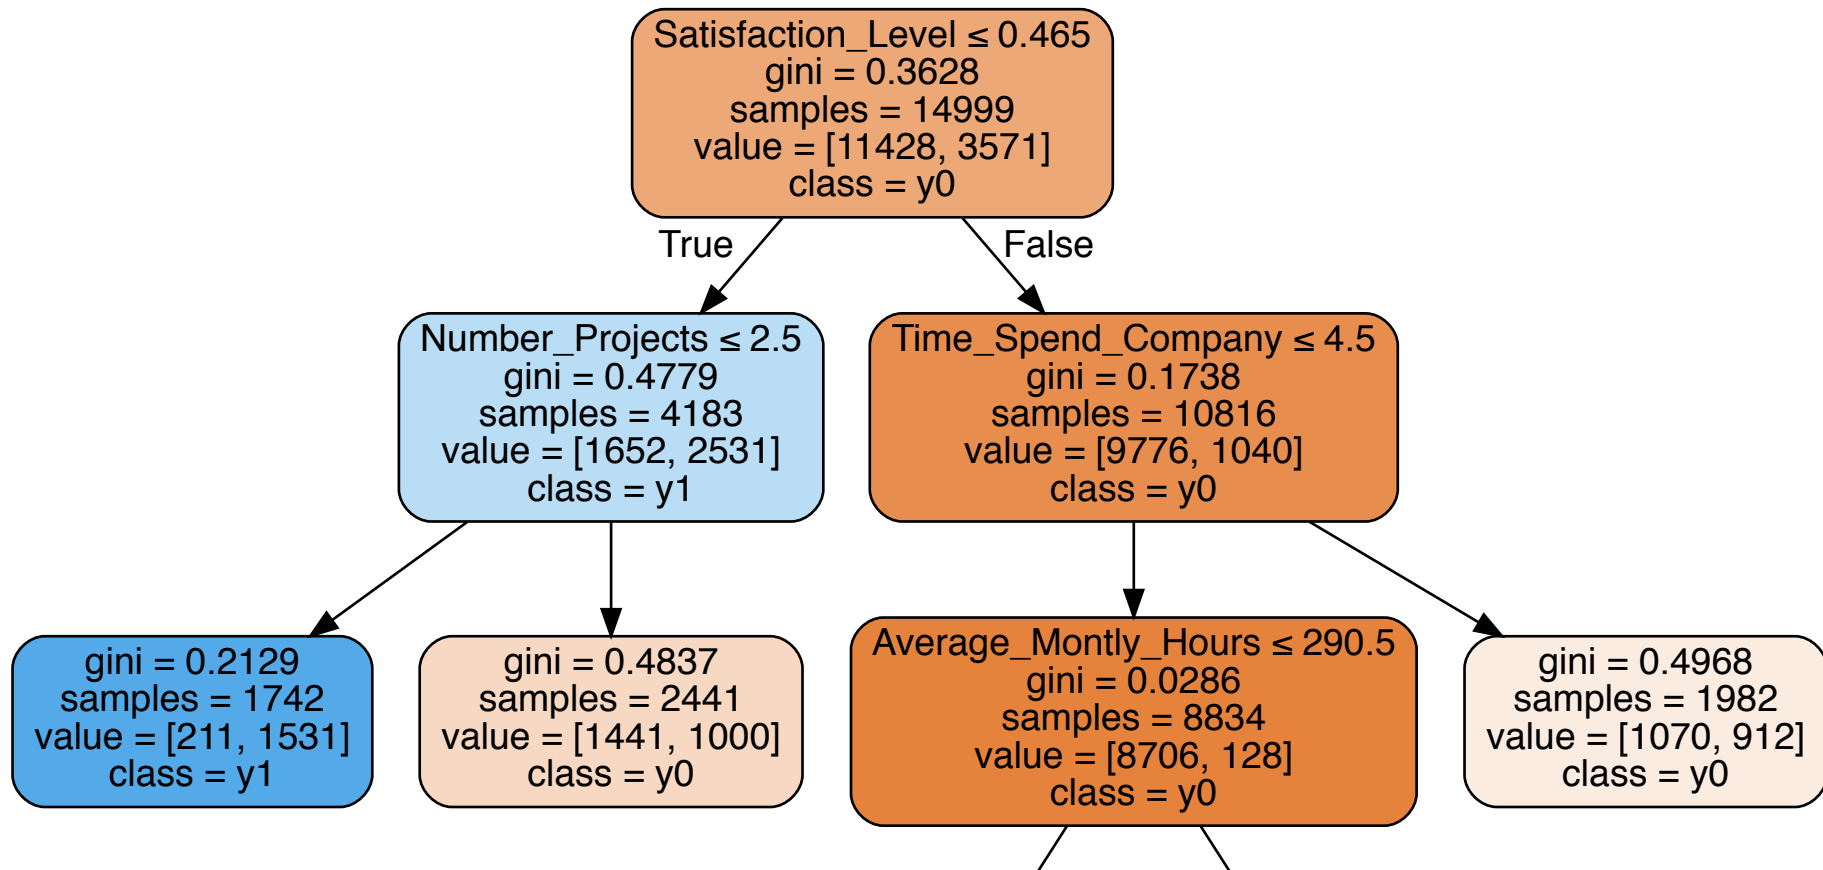 Satisfaction_Level ≤ 0.465
gini = 0.3628
samples = 14999
value = [11428, 3571]
class = y0
True
False
Number_Projects ≤ 2.5
gini = 0.4779
samples = 4183
value = [1652, 2531]
class = y1
Time_Spend_Company ≤ 4.5
gini = 0.1738
samples = 10816
value = [9776, 1040]
class = y0
gini = 0.2129
samples = 1742
value = [211, 1531]
class = y1
gini = 0.4837
samples = 2441
value = [1441, 1000]
class = y0
Average_Montly_Hours ≤ 290.5
gini = 0.0286
samples = 8834
value = [8706, 128]
class = y0
gini = 0.4968
samples = 1982
value = [1070, 912]
class = y0